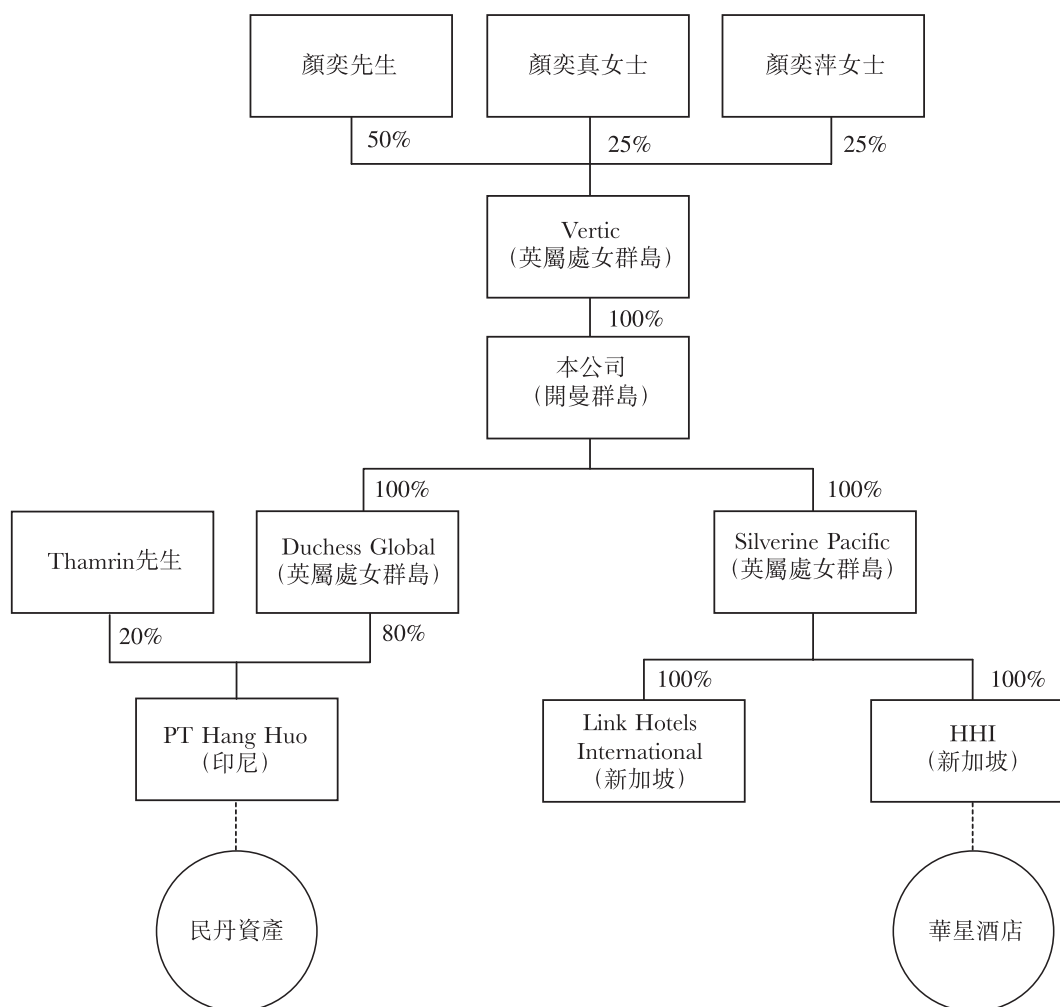 顏奕先生
顏奕真女士
顏奕萍女士
50%
25%
25%
Vertic
(英屬處女群島)
100%
本公司
(開曼群島)
100%
100%
Thamrin先生
Duchess Global
(英屬處女群島)
Silverine Pacific
(英屬處女群島)
20%
80%
100%
100%
PT Hang Huo
(印尼)
Link Hotels
International
(新加坡)
HHI
(新加坡)
民丹資產
華星酒店